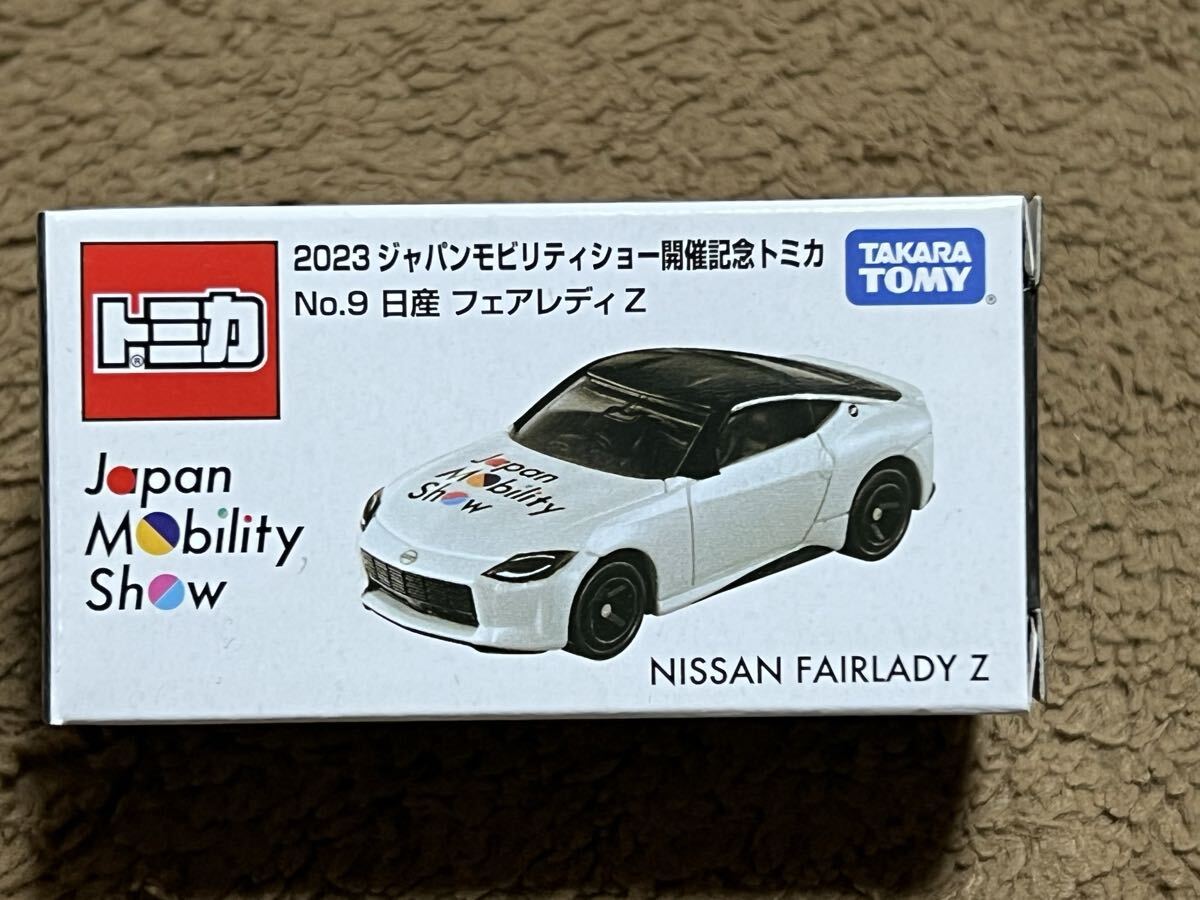 トミカ®
2023 ジャパンモビリティショー開催記念トミカ
No.9 日産 フェアレディ Z
TAKARA
TOMY®
Japan
Mobility
Show
Japan
Mobility
Show
NISSAN FAIRLADY Z